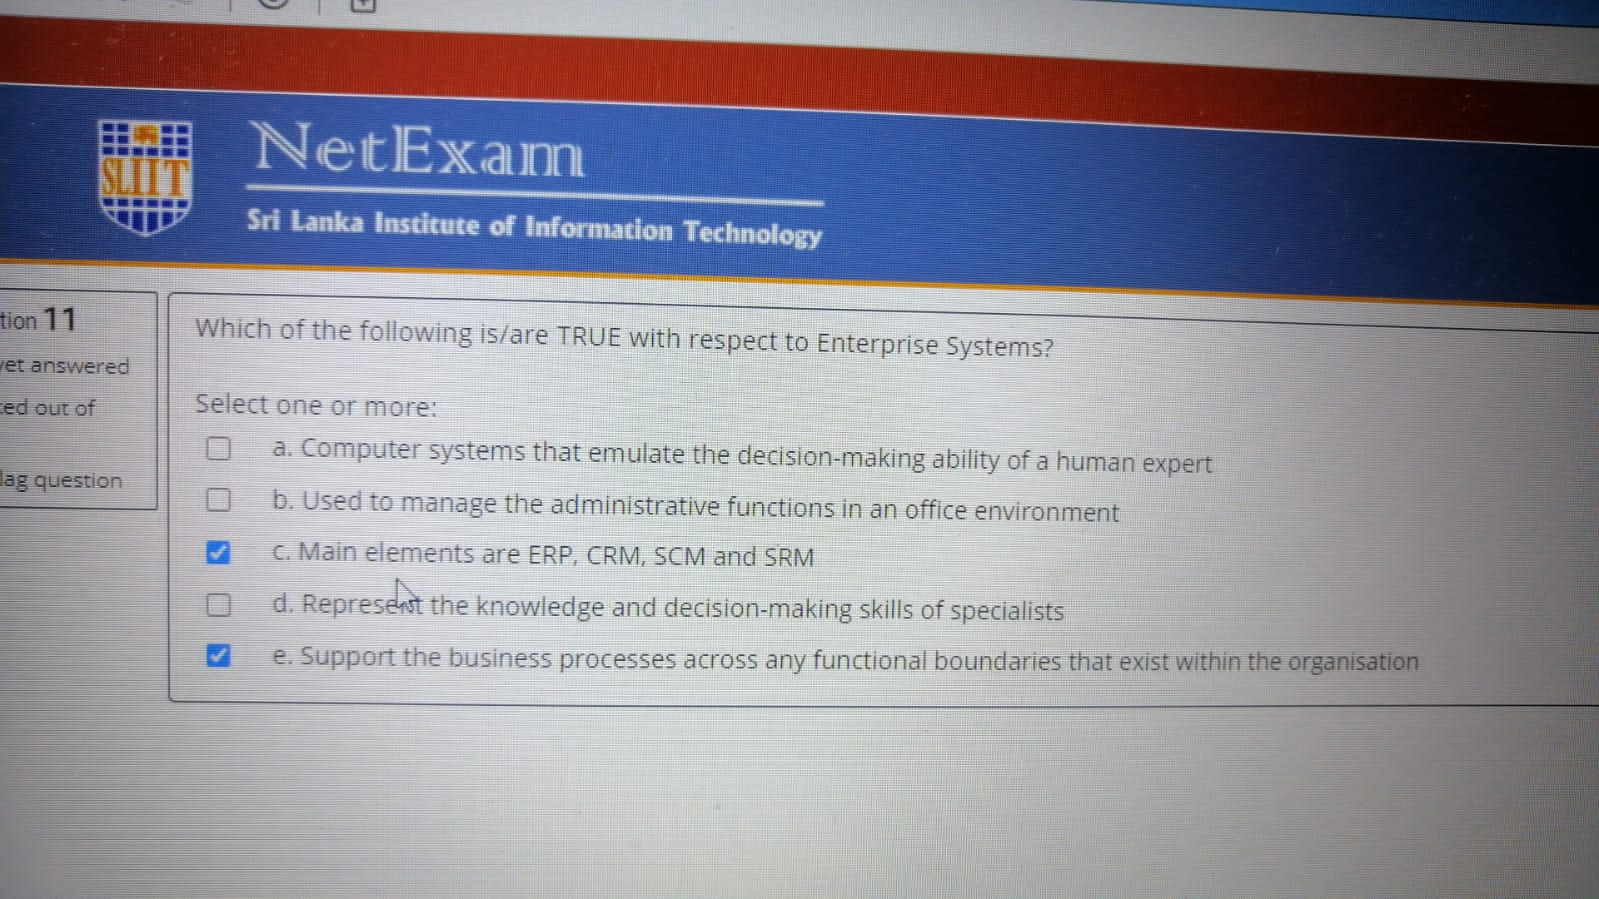 SLIIT
NetExam
Sri Lanka Institute of Information Technology
tion 11
yet answered
ed out of
lag question
Which of the following is/are TRUE with respect to Enterprise Systems?
Select one or more:
a. Computer systems that emulate the decision-making ability of a human expert
b. Used to manage the administrative functions in an office environment
c. Main elements are ERP, CRM, SCM and SRM
d. Represent the knowledge and decision-making skills of specialists
e. Support the business processes across any functional boundaries that exist within the organisation